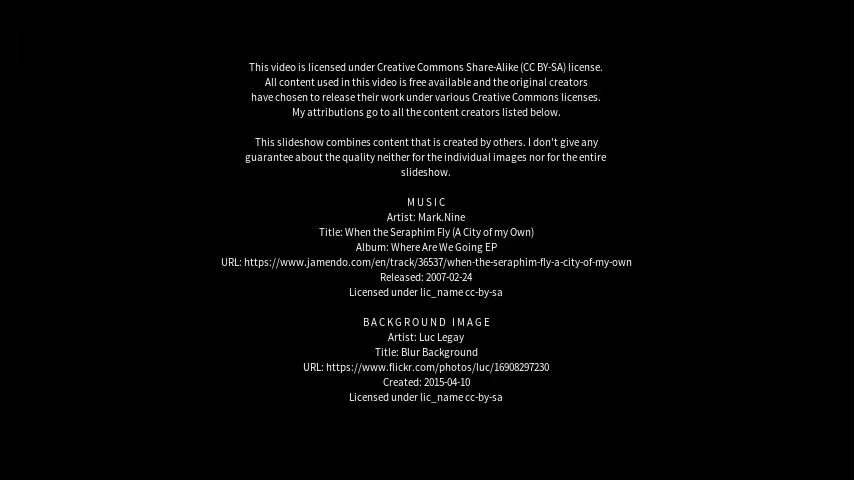 This video is licensed under Creative Commons Share-Alike (CC BY-SA) license.
All content used in this video is free available and the original creators
have chosen to release their work under various Creative Commons licenses.
My attributions go to all the content creators listed below.
This slideshow combines content that is created by others. I don't give any
guarantee about the quality neither for the individual images nor for the entire
slideshow.
MUSIC
Artist: Mark.Nine
Title: When the Seraphim Fly (A City of my Own)
Album: Where Are We Going EP
URL: https://www.jamendo.com/en/track/36537/when-the-seraphim-fly-a-city-of-my-own
Released: 2007-02-24
Licensed under lic_name cc-by-sa
BACKGROUND IMAGE
Artist: Luc Legay
Title: Blur Background
URL: https://www.flickr.com/photos/luc/16908297230
Created: 2015-04-10
Licensed under lic_name cc-by-sa